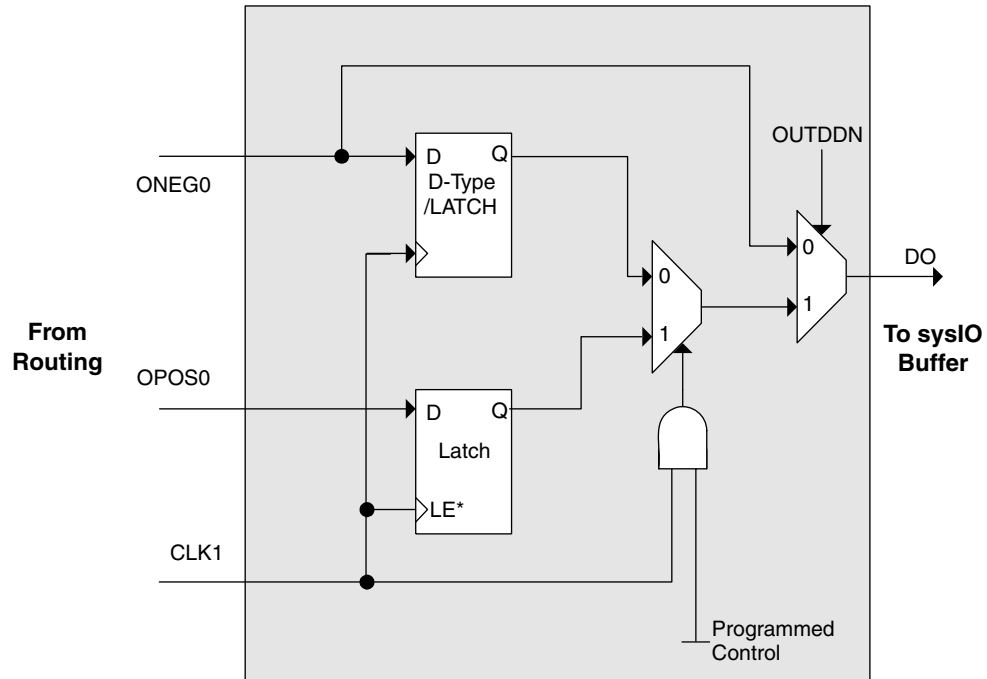 OUTDDN
ONEG0
D
Q
D-Type
/LATCH
0
DO
0
1
1
From
Routing
To sysIO
Buffer
OPOS0
D
Q
Latch
LE*
CLK1
Programmed
Control